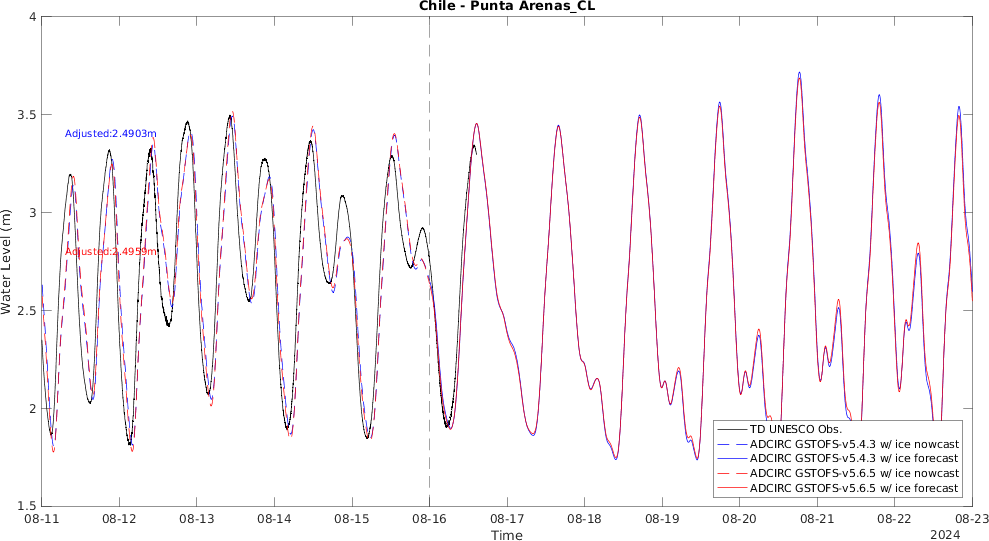 Chile - Punta Arenas_CL
4
3.5
3
2.5
2
1.5
Water Level (m)
Adjusted:2.4903m
Adjusted:2.4959m
TD UNESCO Obs.
ADCIRC GSTOFS-v5.4.3 w/ ice nowcast
ADCIRC GSTOFS-v5.4.3 w/ ice forecast
ADCIRC GSTOFS-v5.6.5 w/ ice nowcast
ADCIRC GSTOFS-v5.6.5 w/ ice forecast
08-11 08-12 08-13 08-14 08-15 08-16 08-17 08-18 08-19 08-20 08-21 08-22 08-23
Time
2024